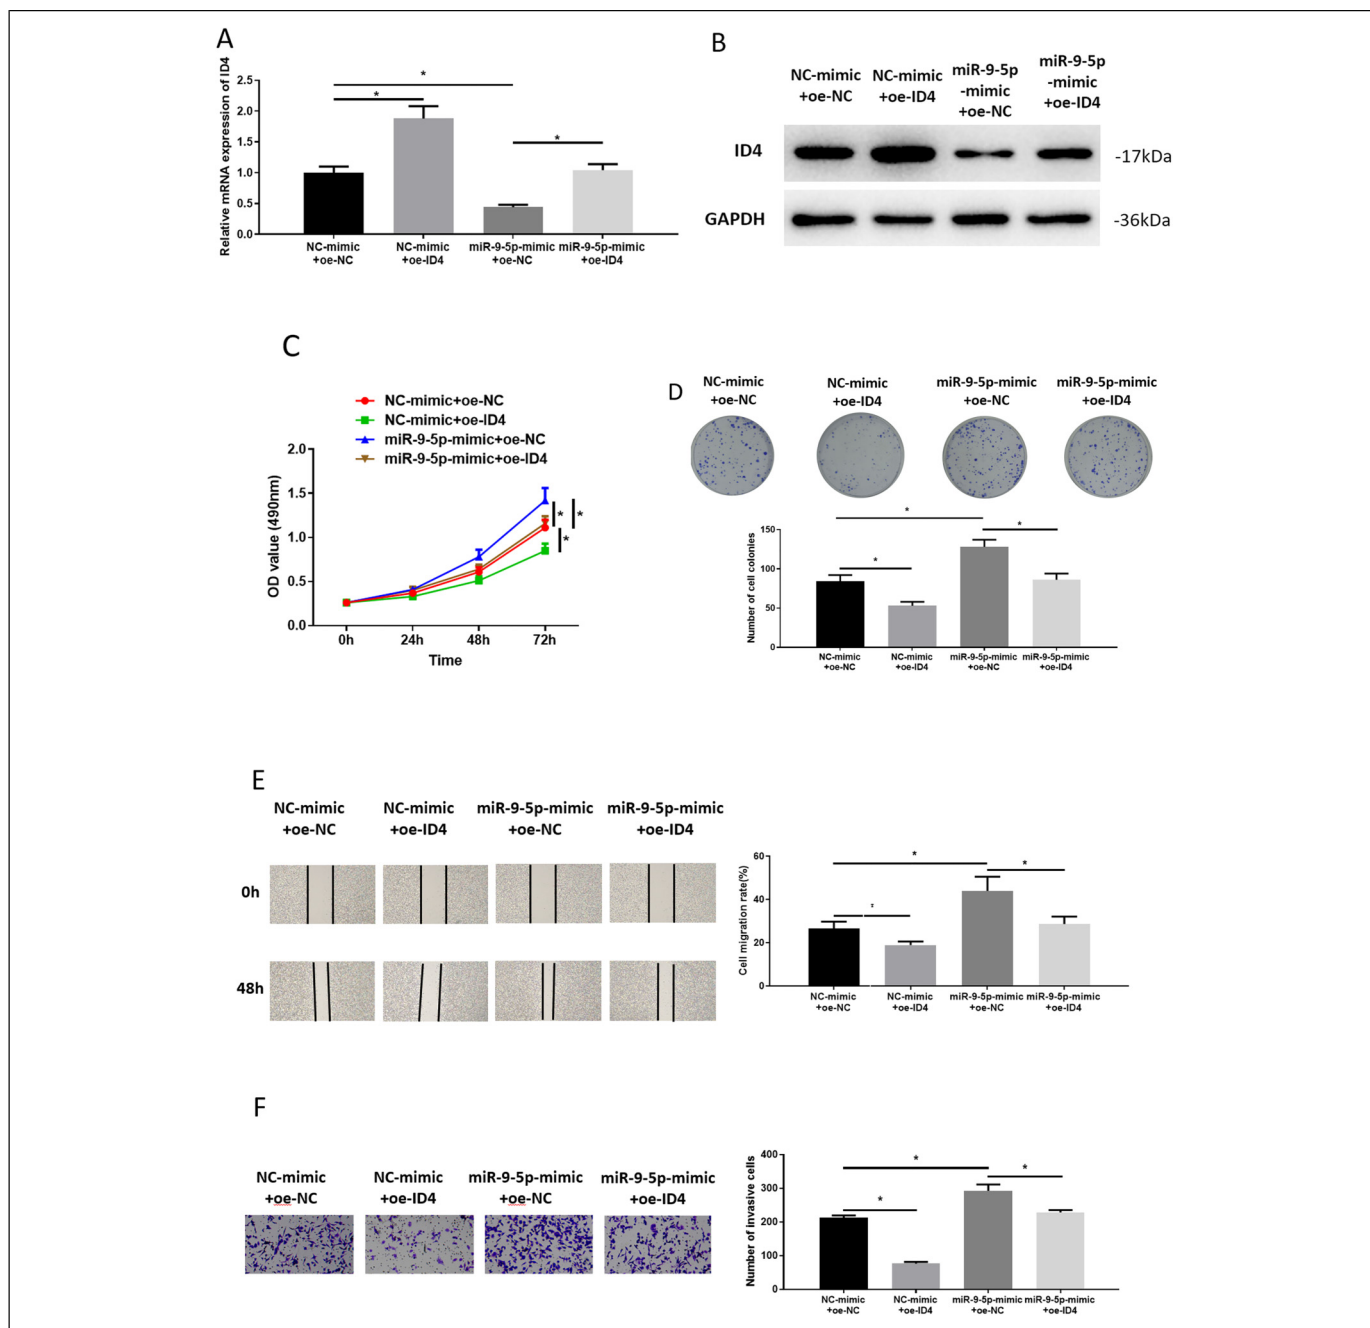 A
Relative mRNA expression of ID4
2.5
2.0
1.5
1.0
0.5
0.0
*
*
*
NC-mimic NC-mimic miR-9-5p-mimic miR-9-5p-mimic
+oe-NC +oe-ID4 +oe-NC +oe-ID4
B
NC-mimic NC-mimic miR-9-5p miR-9-5p
+oe-NC +oe-ID4 -mimic -mimic
+oe-NC +oe-ID4
ID4 -17kDa
GAPDH -36kDa
C
NC-mimic+oe-NC
NC-mimic+oe-ID4
miR-9-5p-mimic+oe-NC
miR-9-5p-mimic+oe-ID4
OD value (490nm)
2.0
1.5
1.0
0.5
0.0
* *
*
0h 24h 48h 72h
Time
D
NC-mimic NC-mimic miR-9-5p-mimic miR-9-5p-mimic
+oe-NC +oe-ID4 +oe-NC +oe-ID4
Number of cell colonies
150
100
50
0
*
*
*
NC-mimic NC-mimic miR-9-5p-mimic miR-9-5p-mimic
+oe-NC +oe-ID4 +oe-NC +oe-ID4
E
NC-mimic NC-mimic miR-9-5p-mimic miR-9-5p-mimic
+oe-NC +oe-ID4 +oe-NC +oe-ID4
0h
48h
Cell migration rate(%)
60
40
20
0
*
*
*
NC-mimic NC-mimic miR-9-5p-mimic miR-9-5p-mimic
+oe-NC +oe-ID4 +oe-NC +oe-ID4
F
NC-mimic NC-mimic miR-9-5p-mimic miR-9-5p-mimic
+oe-NC +oe-ID4 +oe-NC +oe-ID4
Number of invasive cells
400
300
200
100
0
*
*
*
NC-mimic NC-mimic miR-9-5p-mimic miR-9-5p-mimic
+oe-NC +oe-ID4 +oe-NC +oe-ID4